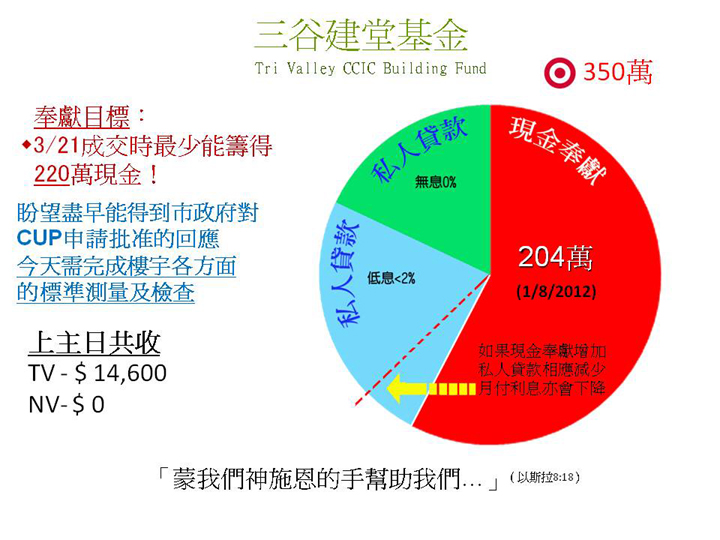 三谷建堂基金
Tri Valley CCIC Building Fund
350萬
奉獻目標：
◆3/21成交時最少能籌得
220萬現金！
盼望盡早能得到市政府對
CUP申請批准的回應
今天需完成樓宇各方面
的標準測量及檢查
上主日共收
TV - $ 14,600
NV- $ 0
私人貸款
無息0%
現金奉獻
私人貸款
低息<2%
204萬
(1/8/2012)
如果現金奉獻增加
私人貸款相應減少
月付利息亦會下降
「蒙我們神施恩的手幫助我們…」(以斯拉8:18)